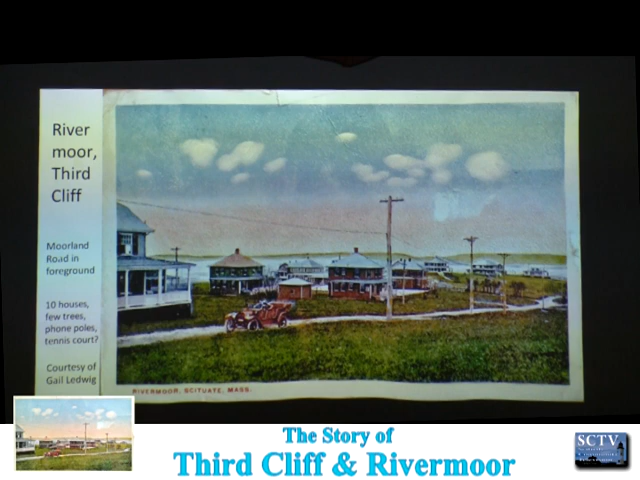 River
moor,
Third
Cliff
Moorland
Road in
foreground
10 houses,
few trees,
phone poles,
tennis court?
Courtesy of
Gail Ledwig
RIVERMOOR, SCITUATE, MASS.
The Story of
Third Cliff & Rivermoor
SCTV